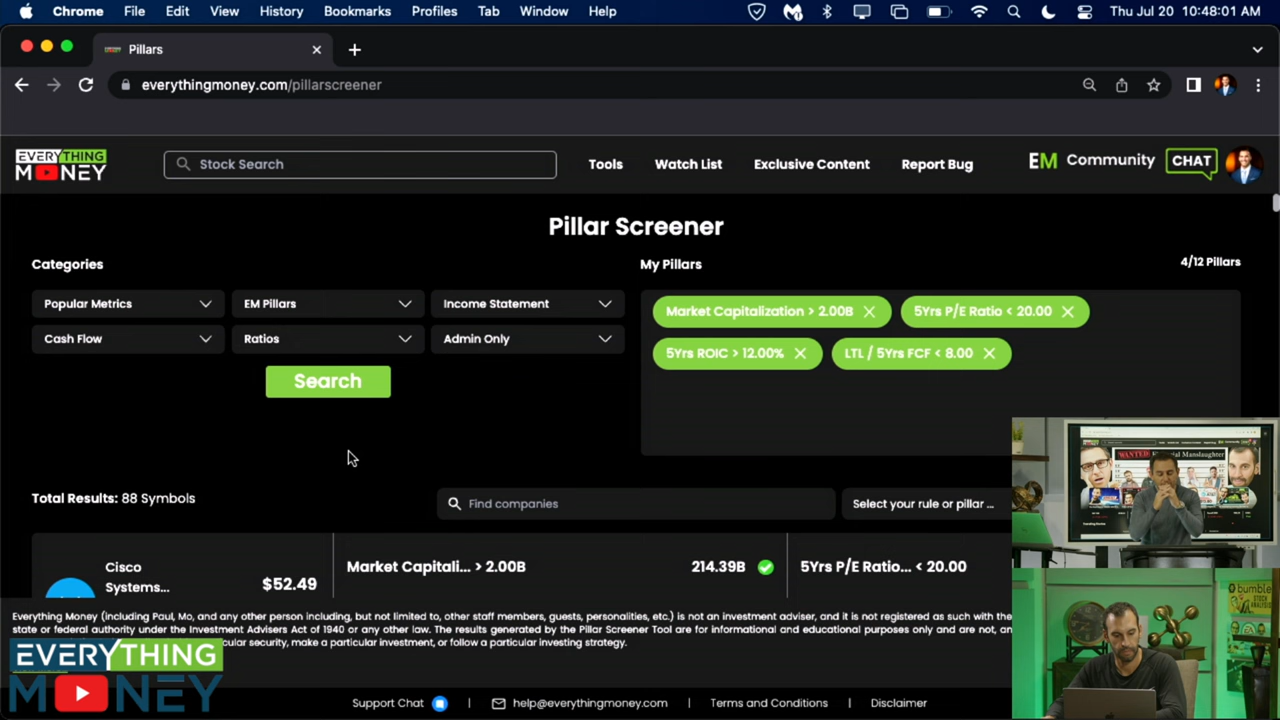 Chrome File Edit View History Bookmarks Profiles Tab Window Help Thu Jul 20 10:48:01 AM
Pillars
everythingmoney.com/pillarscreener
EVERYTHING
MONEY
Stock Search
Tools Watch List Exclusive Content Report Bug
EM Community CHAT
Pillar Screener
Categories
My Pillars
4/12 Pillars
Popular Metrics EM Pillars Income Statement
Market Capitalization > 2.00B 5Yrs P/E Ratio < 20.00
Cash Flow Ratios Admin Only
5Yrs ROIC > 12.00% LTL / 5Yrs FCF < 8.00
Search
Total Results: 88 Symbols
Find companies
Select your rule or pillar ...
Cisco
Systems...
$52.49
Market Capitali... > 2.00B 214.39B 5Yrs P/E Ratio... < 20.00
Everything Money (including Paul, Mo, and any other person including, but not limited to, other staff members, guests, personalities, etc.) is not an investment adviser, and it is not registered as such with the
state or federal authority under the Investment Advisers Act of 1940 or any other law. The results generated by the Pillar Screener Tool are for informational and educational purposes only and are not, an
cular security, make a particular investment, or follow a particular investing strategy.
EVERYTHING
MONEY
Support Chat | help@everythingmoney.com | Terms and Conditions | Disclaimer
WANTED Financial Manslaughter
bumble
STOCK
ANALYSIS